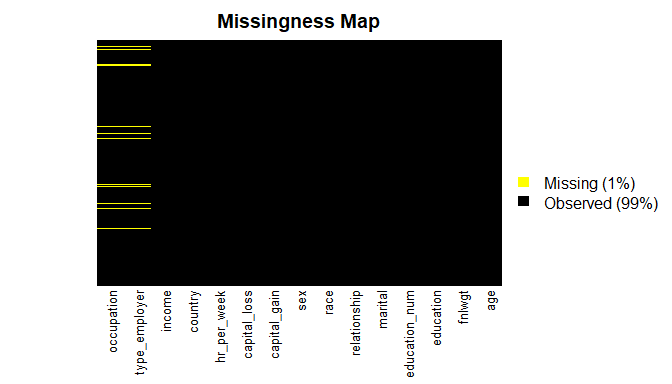 Missingness Map
Missing (1%)
Observed (99%)
occupation
type_employer
income
country
hr_per_week
capital_loss
capital_gain
sex
race
relationship
marital
education_num
education
fnlwgt
age